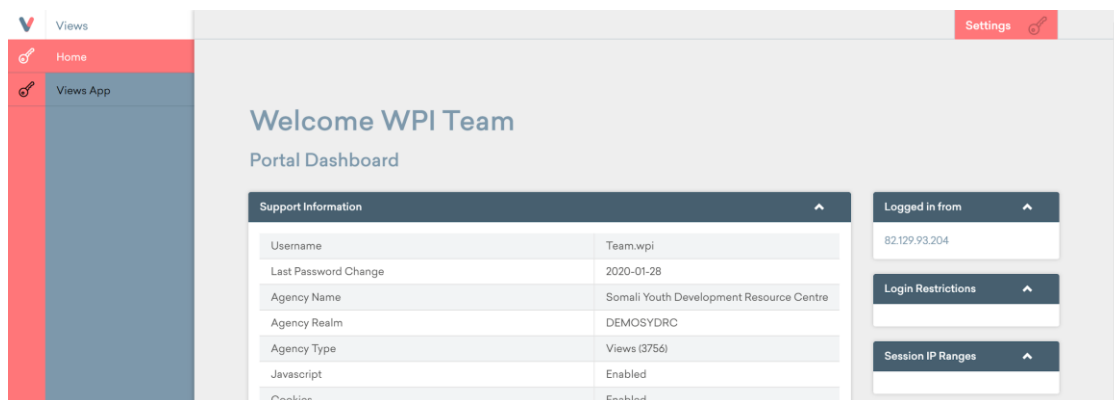 Views
Settings
Home
Views App
Welcome WPI Team
Portal Dashboard
Support Information
Username Team.wpi
Last Password Change 2020-01-28
Agency Name Somali Youth Development Resource Centre
Agency Realm DEMOSYDRC
Agency Type Views (3756)
Javascript Enabled
Cookies Enabled
Logged in from
82.129.93.204
Login Restrictions
Session IP Ranges